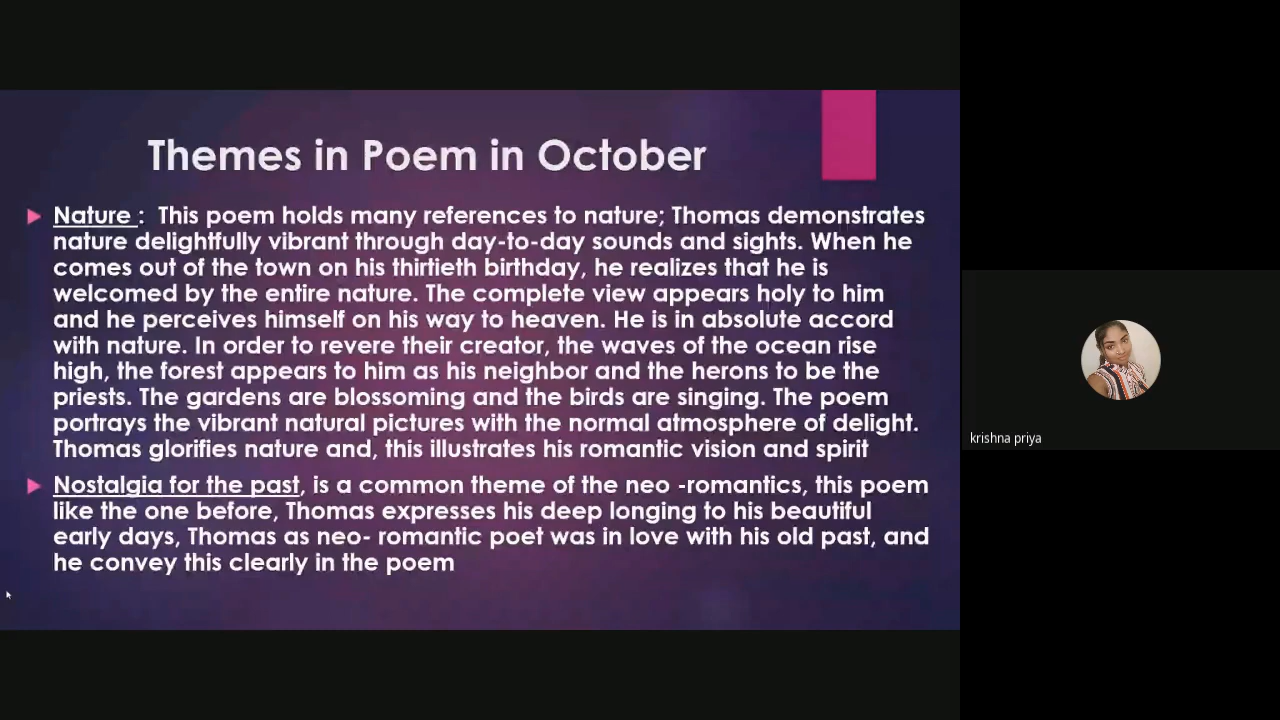 Themes in Poem in October
Nature :  This poem holds many references to nature; Thomas demonstrates
nature delightfully vibrant through day-to-day sounds and sights. When he
comes out of the town on his thirtieth birthday, he realizes that he is
welcomed by the entire nature. The complete view appears holy to him
and he perceives himself on his way to heaven. He is in absolute accord
with nature. In order to revere their creator, the waves of the ocean rise
high, the forest appears to him as his neighbor and the herons to be the
priests. The gardens are blossoming and the birds are singing. The poem
portrays the vibrant natural pictures with the normal atmosphere of delight.
Thomas glorifies nature and, this illustrates his romantic vision and spirit
Nostalgia for the past, is a common theme of the neo -romantics, this poem
like the one before, Thomas expresses his deep longing to his beautiful
early days, Thomas as neo- romantic poet was in love with his old past, and
he convey this clearly in the poem
krishna priya